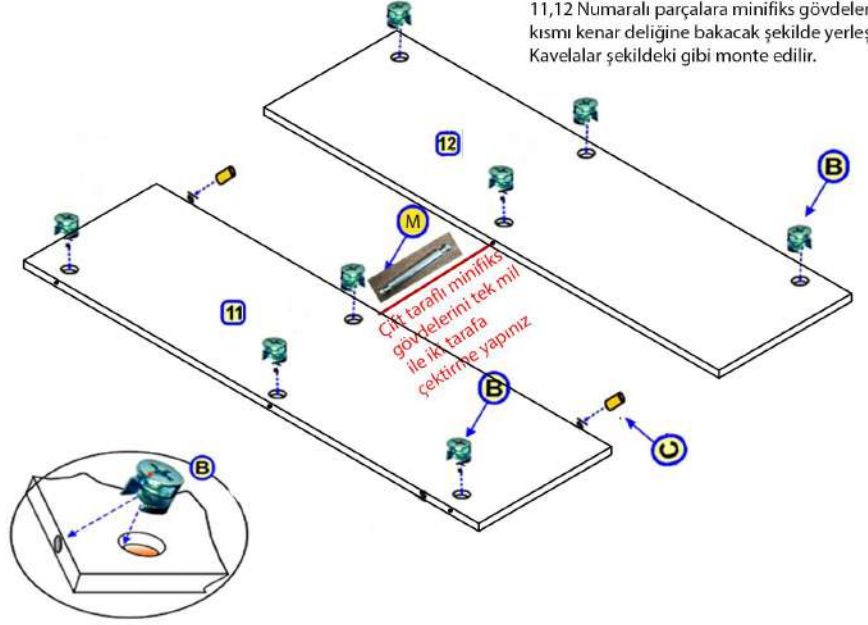 11,12 Numaralı parçalara minifiks gövdeler
kısmı kenar deliğine bakacak şekilde yerleş
Kavelalar şekildeki gibi monte edilir.
12
B
M
Çift taraflı minifiks
gövdelerini tek mil
ile iki tarafa
çektirme yapınız
11
B
C
B